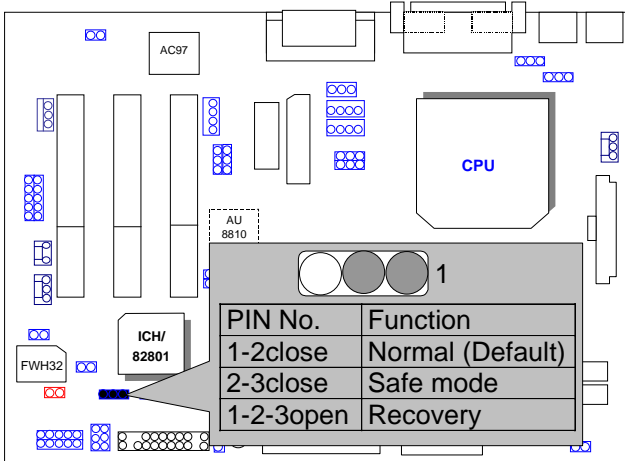 AC97
CPU
AU
8810
1
PIN No. Function
1-2close Normal (Default)
2-3close Safe mode
1-2-3open Recovery
ICH/
82801
FWH32